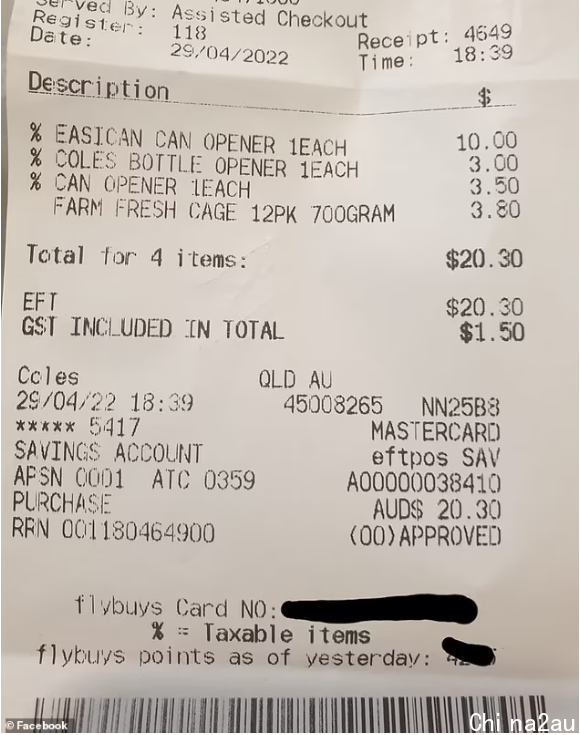 Served By: Assisted Checkout
Register: 118 Receipt: 4649
Date: 29/04/2022 Time: 18:39
Description $
% EASICAN CAN OPENER 1EACH 10.00
% COLES BOTTLE OPENER 1EACH 3.00
% CAN OPENER 1EACH 3.50
FARM FRESH CAGE 12PK 700GRAM 3.80
Total for 4 items: $20.30
EFT $20.30
GST INCLUDED IN TOTAL $1.50
Coles QLD AU
29/04/22 18:39 45008265 NN25B8
***** 5417 MASTERCARD
SAVINGS ACCOUNT eftpos SAV
APSN 0001 ATC 0359 A00000038410
PURCHASE AUD$ 20.30
RRN 001180464900 (00)APPROVED
flybuys Card NO:
% = Taxable items
flybuys points as of yesterday:
© Facebook
Chi na2au